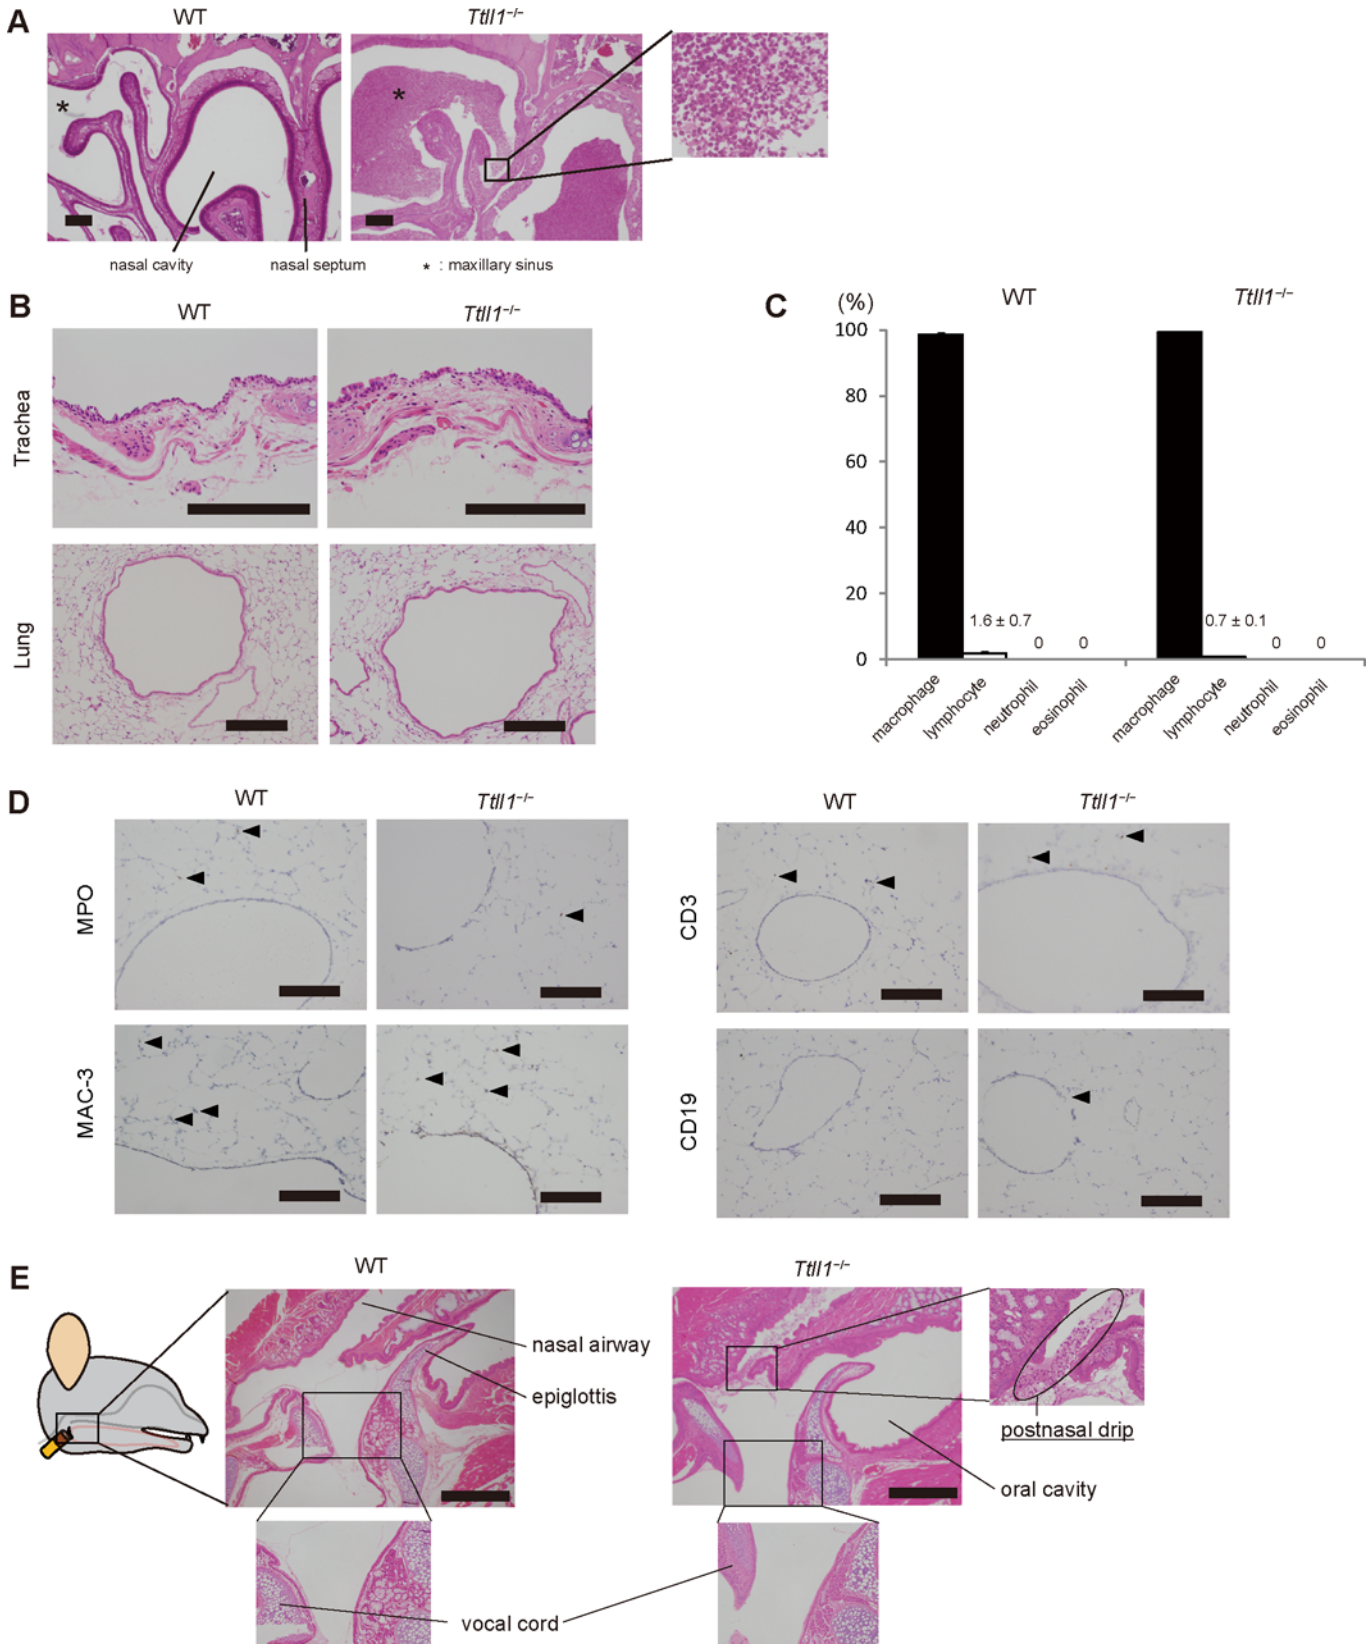 A
WT
Ttll1−/−
*
*
nasal cavity
nasal septum
* : maxillary sinus
B
WT
Ttll1−/−
Trachea
Lung
C
(%)
WT
Ttll1−/−
100
80
60
40
20
0
1.6 ± 0.7
0
0
0.7 ± 0.1
0
0
macrophage
lymphocyte
neutrophil
eosinophil
macrophage
lymphocyte
neutrophil
eosinophil
D
WT
Ttll1−/−
WT
Ttll1−/−
MPO
CD3
MAC-3
CD19
E
WT
Ttll1−/−
nasal airway
epiglottis
postnasal drip
oral cavity
vocal cord